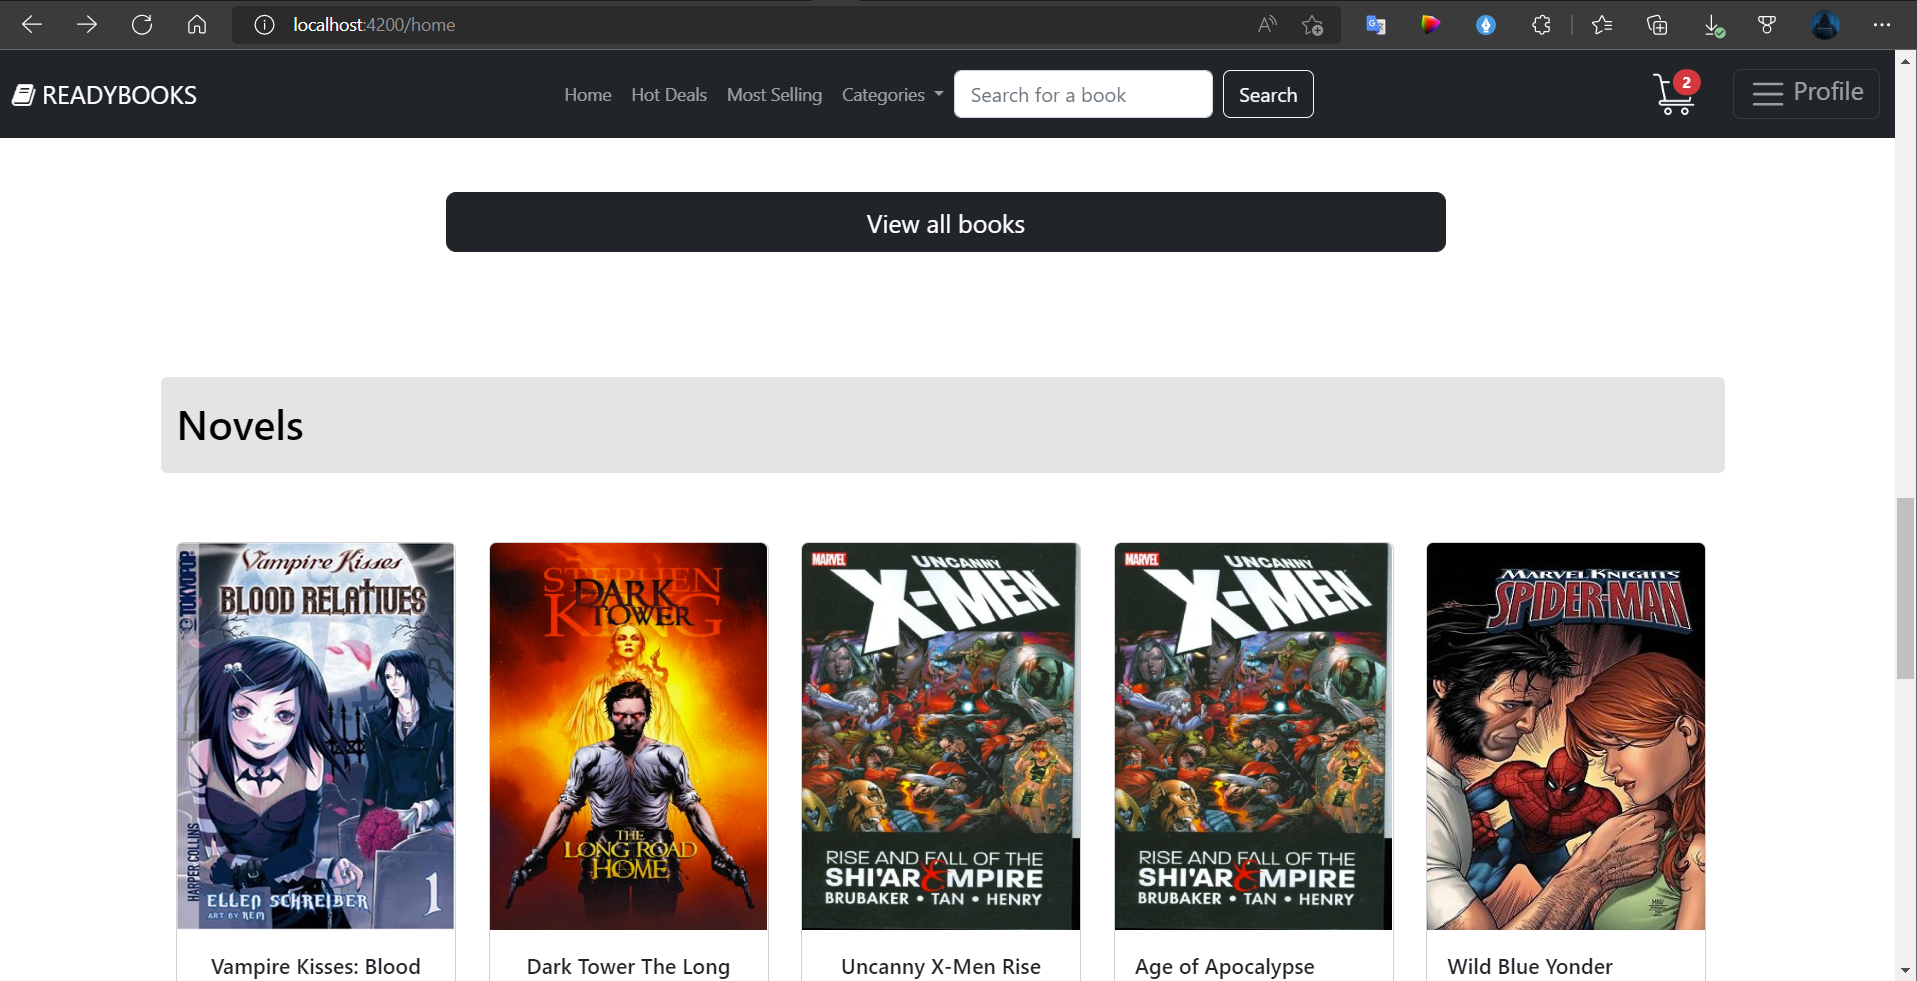 localhost:4200/home
READYBOOKS
Home
Hot Deals
Most Selling
Categories
Search for a book
Search
2
Profile
View all books
Novels
TOKYOPOP
Vampire Kisses
BLOOD RELATIVES
HARPER COLLINS
ELLEN SCHREIBER
ART BY REM
1
STEPHEN
KING
THE
DARK
TOWER
THE
LONG ROAD
HOME
MARVEL
UNCANNY
X-MEN
RISE AND FALL OF THE
SHI'AR EMPIRE
BRUBAKER • TAN • HENRY
MARVEL
UNCANNY
X-MEN
RISE AND FALL OF THE
SHI'AR EMPIRE
BRUBAKER • TAN • HENRY
MARVEL KNIGHTS
SPIDER-MAN
Vampire Kisses: Blood
Dark Tower The Long
Uncanny X-Men Rise
Age of Apocalypse
Wild Blue Yonder